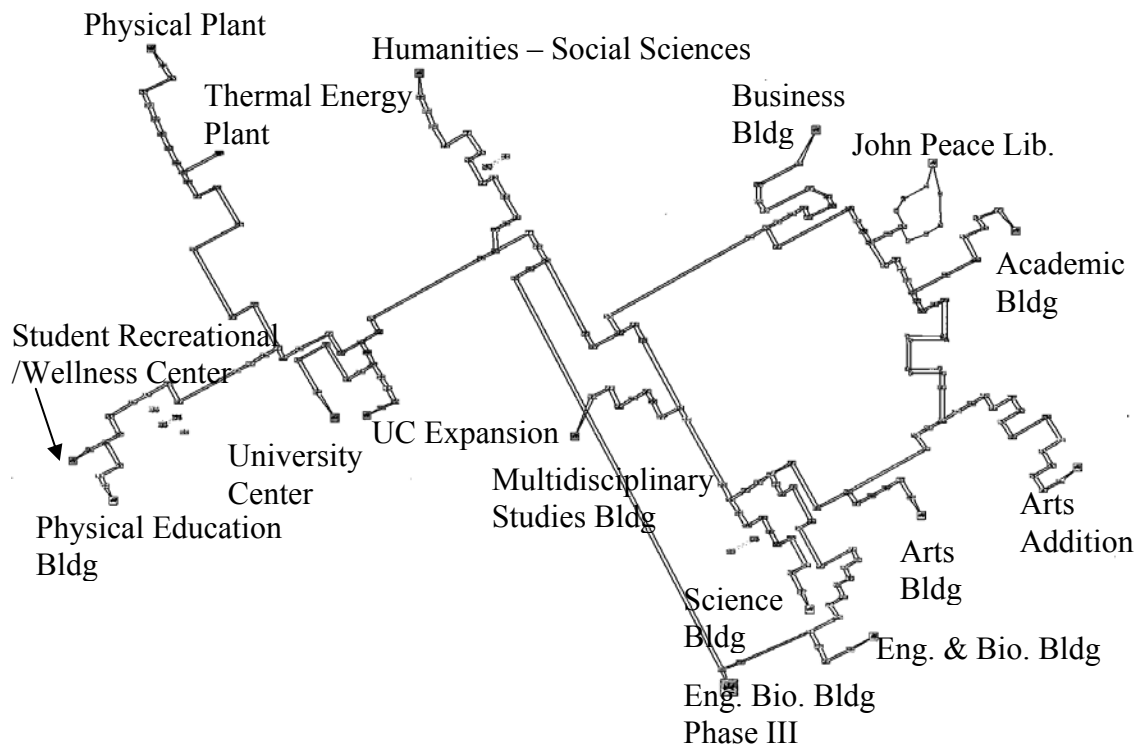 Physical Plant
Humanities – Social Sciences
Thermal Energy
Plant
Business
Bldg
John Peace Lib.
Academic
Bldg
Student Recreational
/Wellness Center
UC Expansion
University
Center
Multidisciplinary
Studies Bldg
Physical Education
Bldg
Arts
Addition
Arts
Bldg
Science
Bldg
Eng. & Bio. Bldg
Eng. Bio. Bldg
Phase III